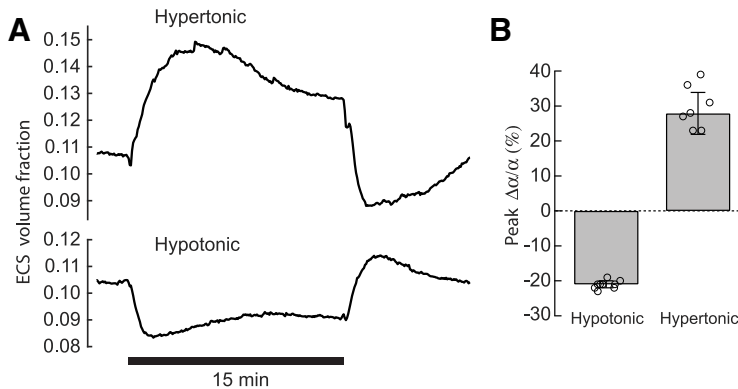 A
Hypertonic
0.15
0.14
0.13
0.12
0.11
0.10
0.09
ECS volume fraction
Hypotonic
0.12
0.11
0.10
0.09
0.08
15 min
B
Peak Δα/α (%)
40
30
20
10
0
-10
-20
-30
Hypotonic
Hypertonic